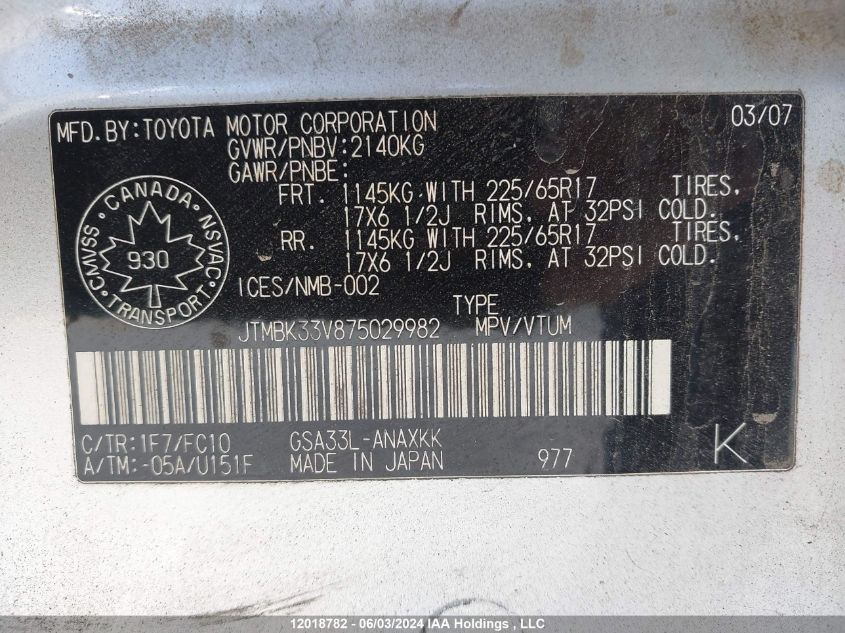 MFD.BY:TOYOTA MOTOR CORPORATION 03/07
GVWR/PNBV:2140KG
GAWR/PNBE:
FRT. 1145KG WITH 225/65R17 TIRES,
17X6 1/2J RIMS, AT 32PSI COLD.
RR. 1145KG WITH 225/65R17 TIRES,
17X6 1/2J RIMS, AT 32PSI COLD.
CANADA
CMVSS 930 NSVAC
TRANSPORT
ICES/NMB-002
TYPE
JTMBK33V875029982 MPV/VTUM
C/TR:1F7/FC10 GSA33L-ANAXKK
A/TM:-05A/U151F MADE IN JAPAN 977 K
12018782 - 06/03/2024 IAA Holdings , LLC